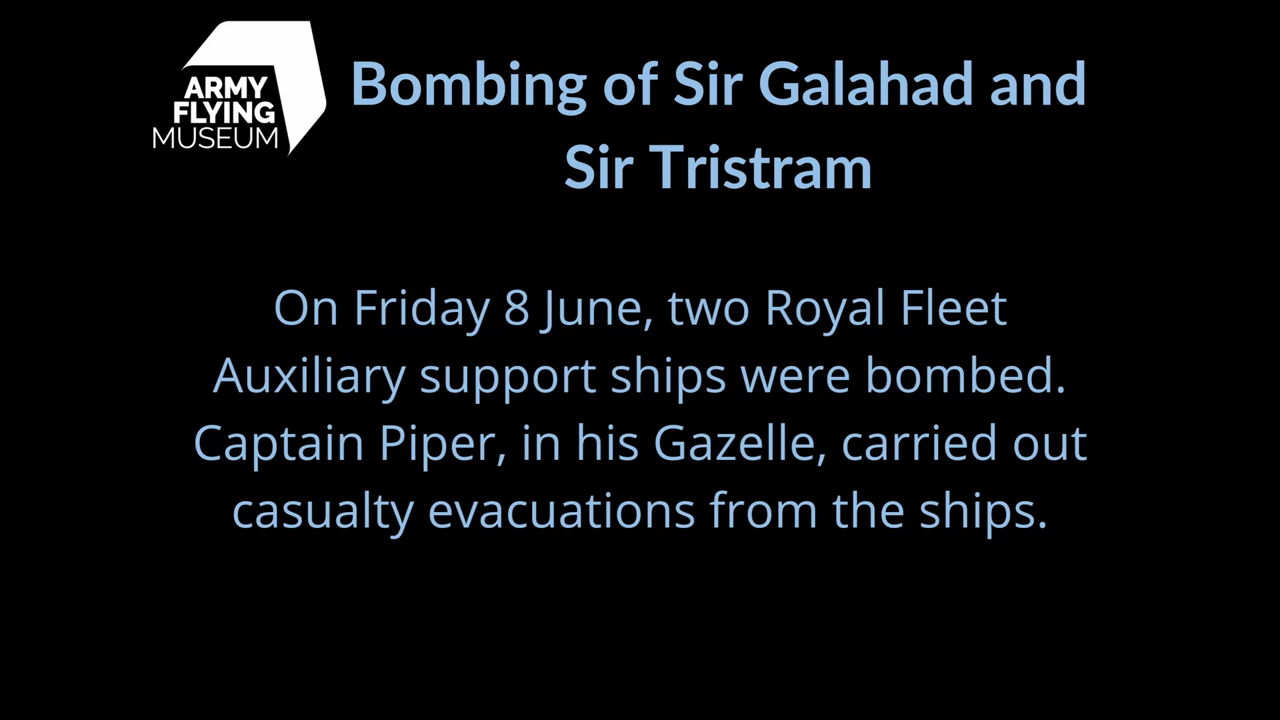 ARMY
FLYING
MUSEUM
Bombing of Sir Galahad and
Sir Tristram
On Friday 8 June, two Royal Fleet
Auxiliary support ships were bombed.
Captain Piper, in his Gazelle, carried out
casualty evacuations from the ships.